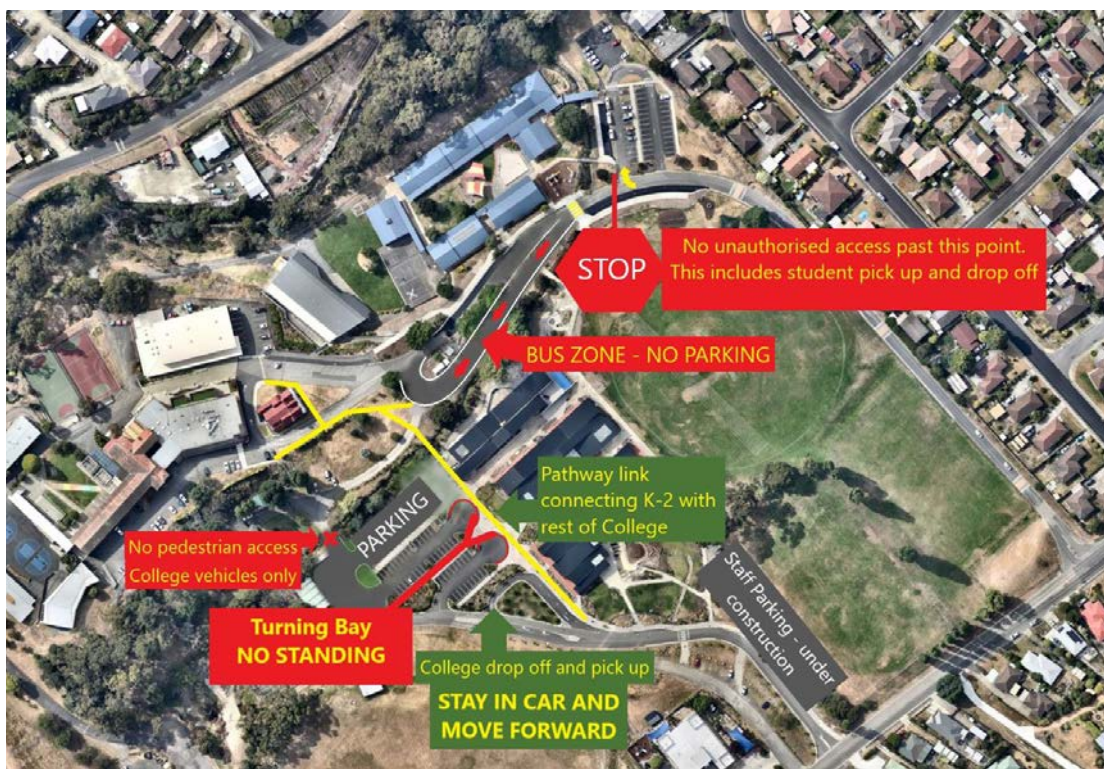 No unauthorised access past this point.
This includes student pick up and drop off
STOP
BUS ZONE - NO PARKING
Pathway link
connecting K-2 with
rest of College
PARKING
No pedestrian access
College vehicles only
Staff Parking - under
construction
Turning Bay
NO STANDING
College drop off and pick up
STAY IN CAR AND
MOVE FORWARD